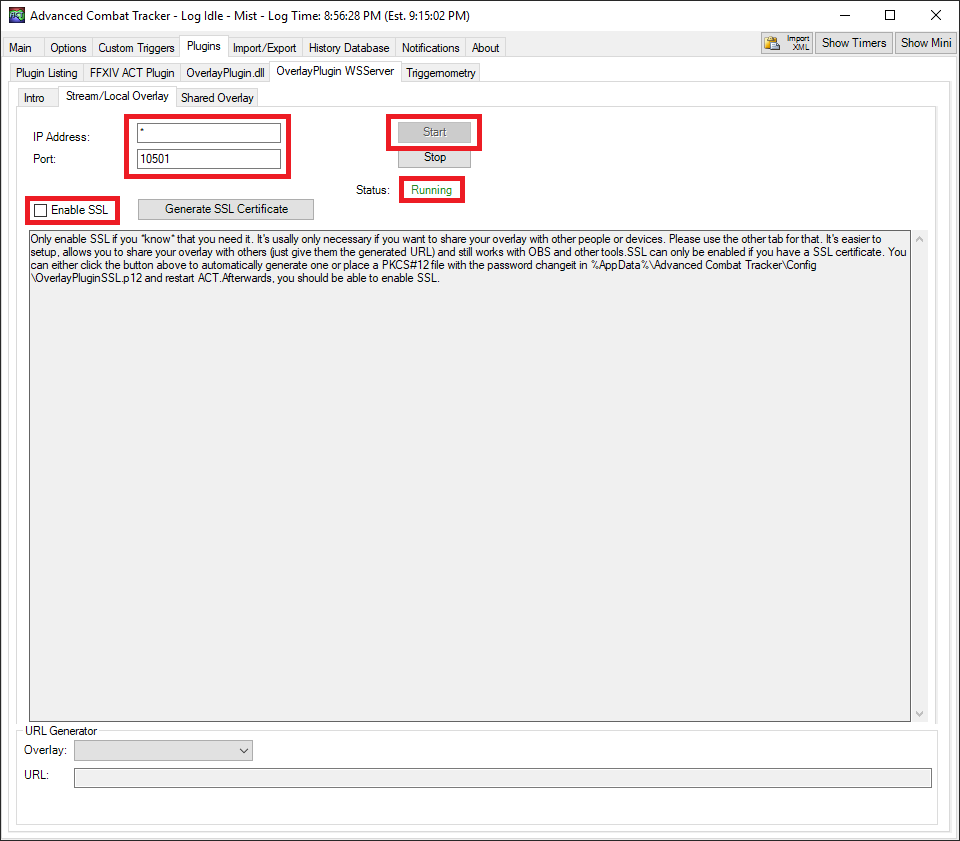 Advanced Combat Tracker - Log Idle - Mist - Log Time: 8:56:28 PM (Est. 9:15:02 PM)
Main Options Custom Triggers Plugins Import/Export History Database Notifications About Import XML Show Timers Show Mini
Plugin Listing FFXIV ACT Plugin OverlayPlugin.dll OverlayPlugin WSServer Triggernometry
Intro Stream/Local Overlay Shared Overlay
IP Address: * Start
Port: 10501 Stop
Status: Running
Enable SSL Generate SSL Certificate
Only enable SSL if you *know* that you need it. It's usally only necessary if you want to share your overlay with other people or devices. Please use the other tab for that. It's easier to
setup, allows you to share your overlay with others (just give them the generated URL) and still works with OBS and other tools.SSL can only be enabled if you have a SSL certificate. You
can either click the button above to automatically generate one or place a PKCS#12 file with the password changeit in %AppData%\Advanced Combat Tracker\Config
\OverlayPluginSSL.p12 and restart ACT.Afterwards, you should be able to enable SSL.
URL Generator
Overlay:
URL: